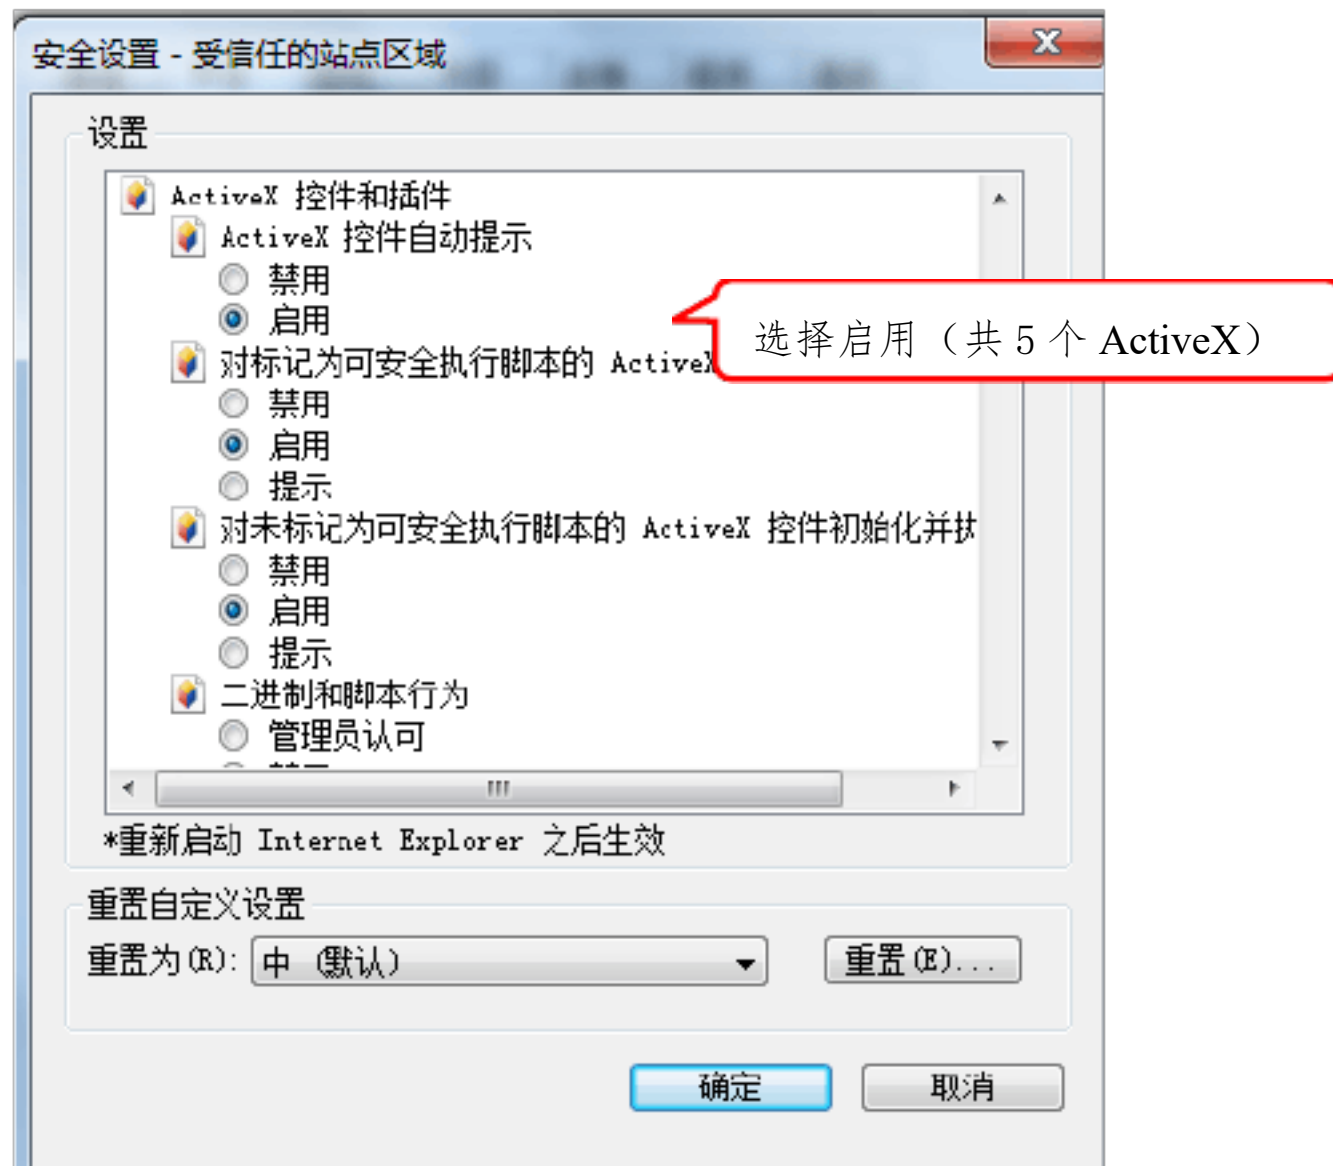 安全设置 - 受信任的站点区域
设置
ActiveX 控件和插件
ActiveX 控件自动提示
禁用
启用
选择启用（共 5 个 ActiveX）
对标记为可安全执行脚本的 ActiveX
禁用
启用
提示
对未标记为可安全执行脚本的 ActiveX 控件初始化并执
禁用
启用
提示
二进制和脚本行为
管理员认可
*重新启动 Internet Explorer 之后生效
重置自定义设置
重置为(R): 中 (默认)
重置(E)...
确定
取消